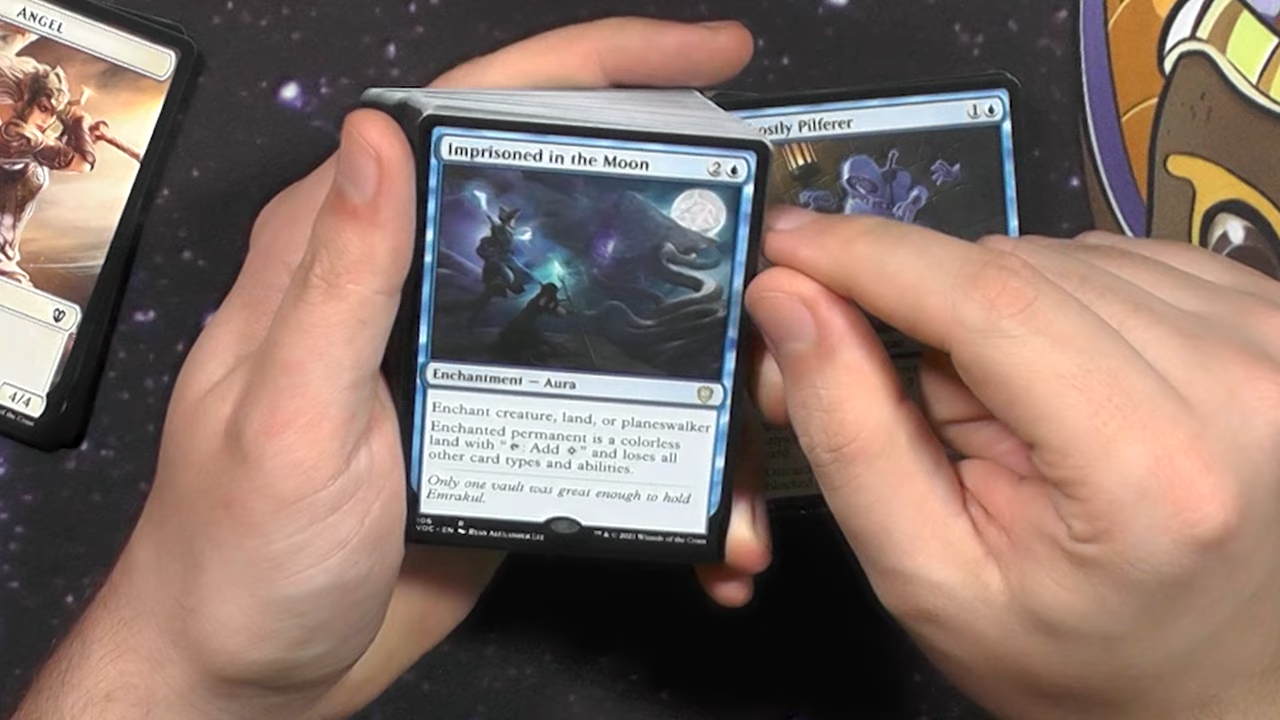 ANGEL
4/4
Imprisoned in the Moon
2
Enchantment — Aura
Enchant creature, land, or planeswalker
Enchanted permanent is a colorless
land with “ : Add ” and loses all
other card types and abilities.
Only one vault was great enough to hold
Emrakul.
106 R
VOC • EN RYAN ALEXANDER LEE
™ & © 2021 Wizards of the Coast
ostly Pilferer
1